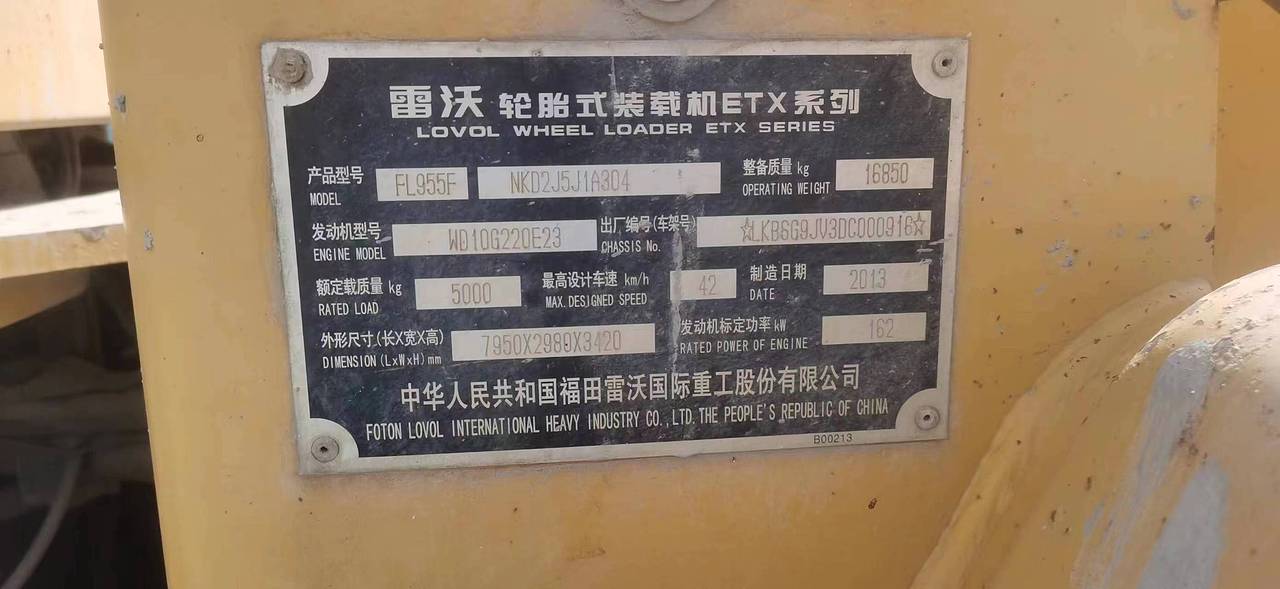 雷沃 轮胎式装载机ETX系列
LOVOL WHEEL LOADER ETX SERIES
产品型号 FL955F NKD2J5J1A304 整备质量 kg 16850
MODEL OPERATING WEIGHT
发动机型号 WD10G220E23 出厂编号(车架号) ☆LKBSG9JV3DC000916☆
ENGINE MODEL CHASSIS No.
额定载质量 kg 5000 最高设计车速 km/h 42 制造日期 2013
RATED LOAD MAX. DESIGNED SPEED DATE
外形尺寸(长X宽X高) 7950X2980X3420 发动机标定功率 kW 162
DIMENSION (LxWxH) mm RATED POWER OF ENGINE
中华人民共和国福田雷沃国际重工股份有限公司
FOTON LOVOL INTERNATIONAL HEAVY INDUSTRY CO., LTD. THE PEOPLE'S REPUBLIC OF CHINA
B00213